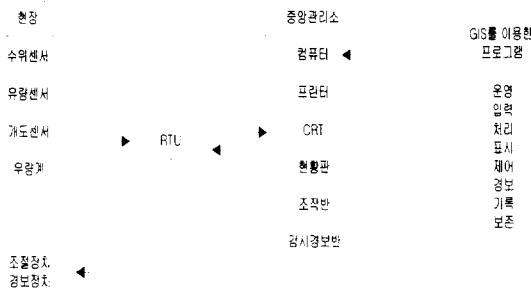 현장
수위센서
유량센서
개도센서
우량계
조절장치
경보장치
RTU
중앙관리소
컴퓨터
프린터
CRT
현황판
조작반
감시경보반
GIS를 이용한
프로그램
운영
입력
처리
표시
제어
경보
기록
보존